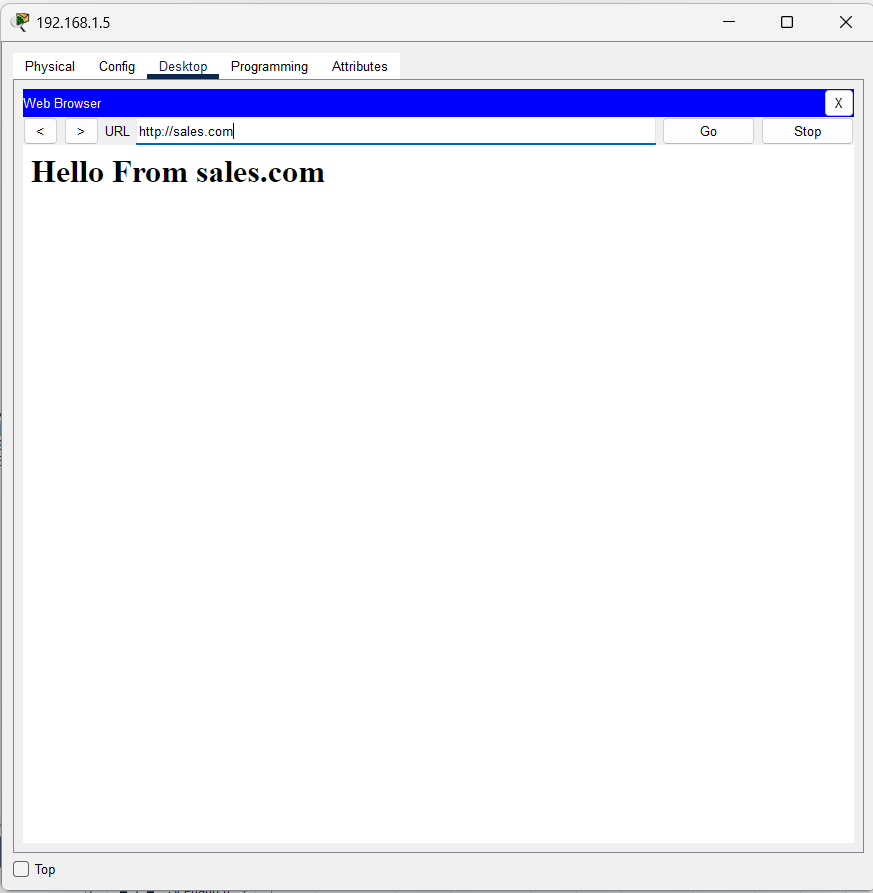 192.168.1.5
Physical Config Desktop Programming Attributes
Web Browser X
< > URL http://sales.com Go Stop
Hello From sales.com
Top